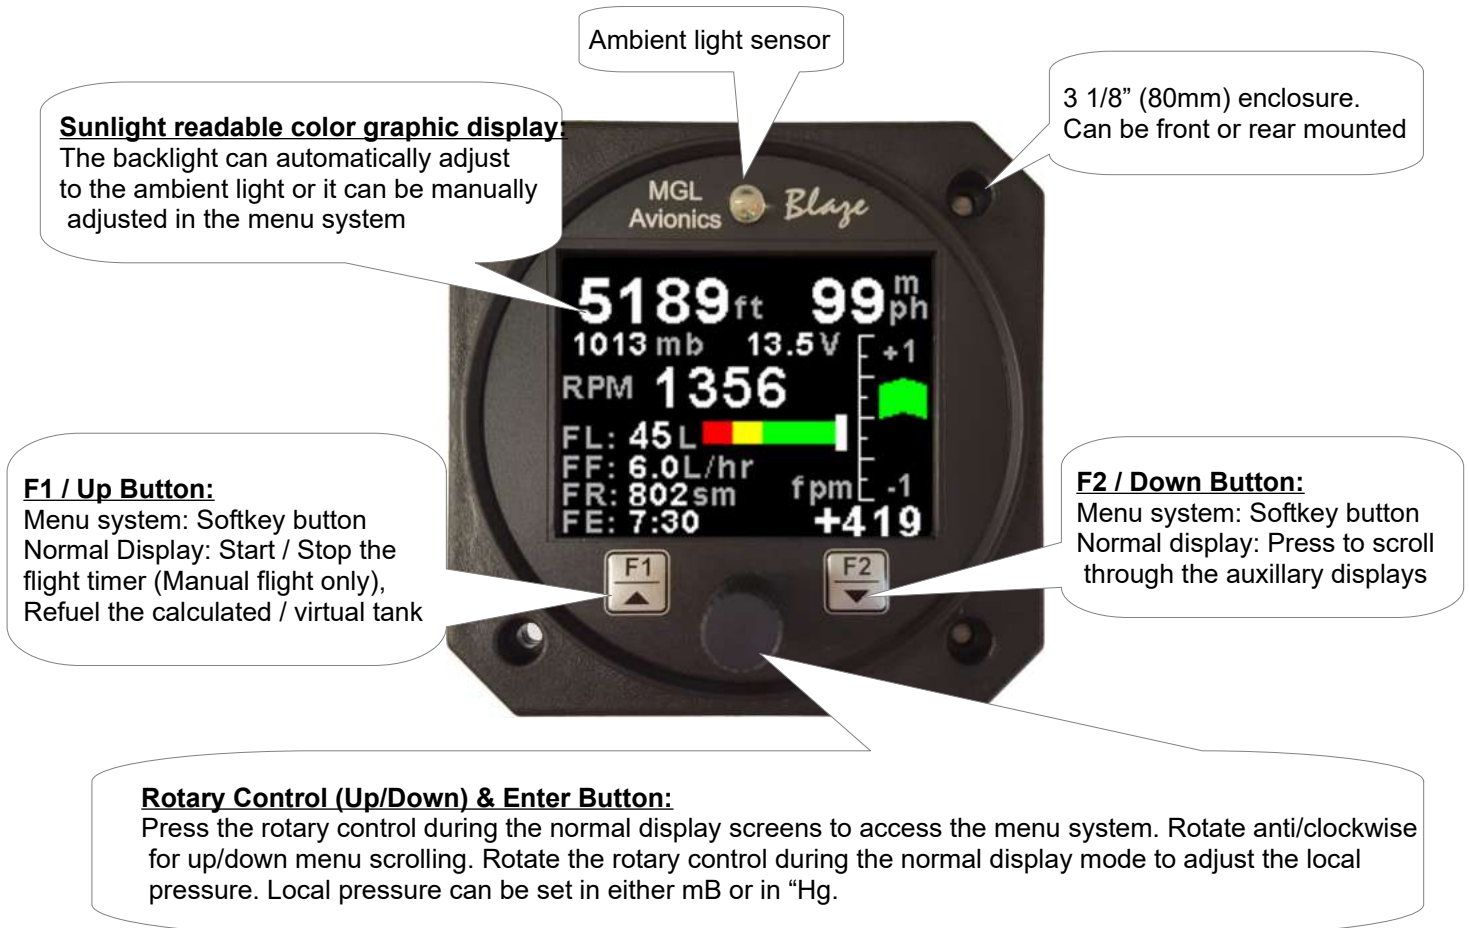 Ambient light sensor
3 1/8” (80mm) enclosure.
Can be front or rear mounted
Sunlight readable color graphic display:
The backlight can automatically adjust
to the ambient light or it can be manually
adjusted in the menu system
MGL
Avionics
Blaze
5189 ft 99 m
ph
1013 mb 13.5 V +1
RPM 1356
FL: 45 L
FF: 6.0L/hr
FR: 802sm fpm -1
FE: 7:30 +419
F1 / Up Button:
Menu system: Softkey button
Normal Display: Start / Stop the
flight timer (Manual flight only),
Refuel the calculated / virtual tank
F2 / Down Button:
Menu system: Softkey button
Normal display: Press to scroll
through the auxillary displays
F1
F2
Rotary Control (Up/Down) & Enter Button:
Press the rotary control during the normal display screens to access the menu system. Rotate anti/clockwise
for up/down menu scrolling. Rotate the rotary control during the normal display mode to adjust the local
pressure. Local pressure can be set in either mB or in “Hg.